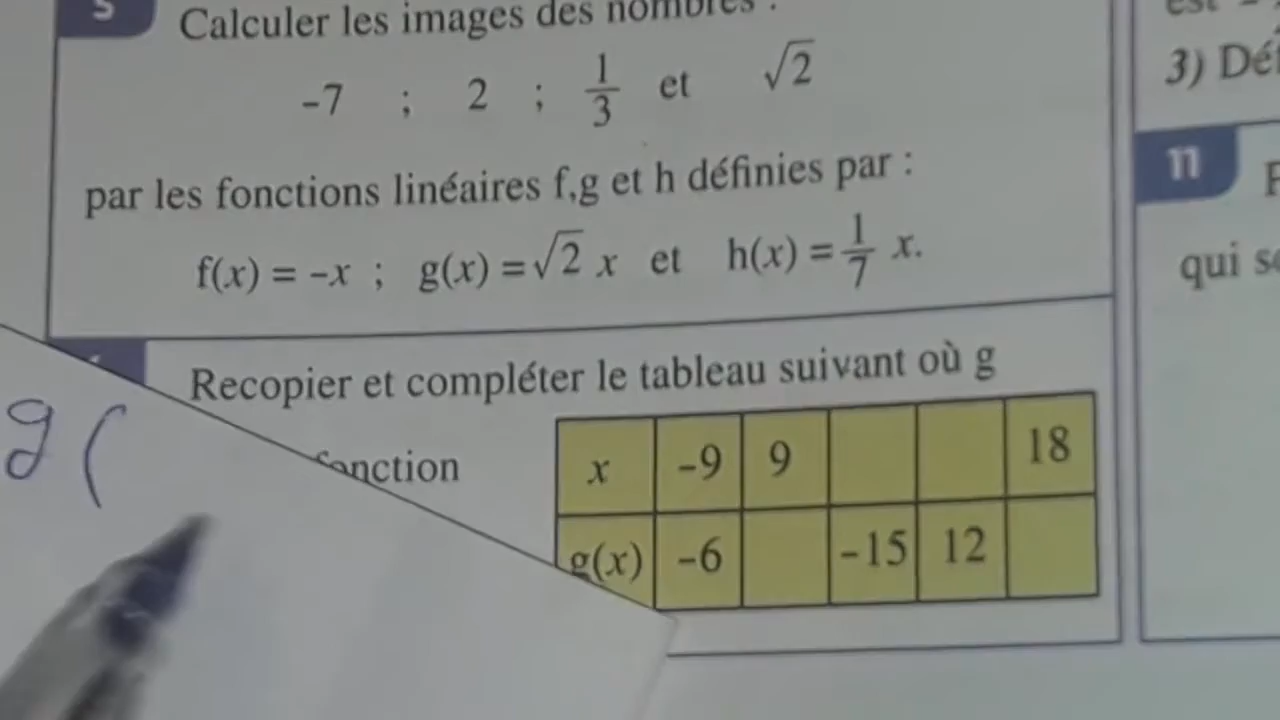 5
Calculer les images des nombres :
-7 ; 2 ; 1/3 et √2
par les fonctions linéaires f,g et h définies par :
f(x) = -x ; g(x) = √2 x et h(x) = 1/7 x.
Recopier et compléter le tableau suivant où g
fonction
x -9 9 18
g(x) -6 -15 12
g (
3)
11
qui